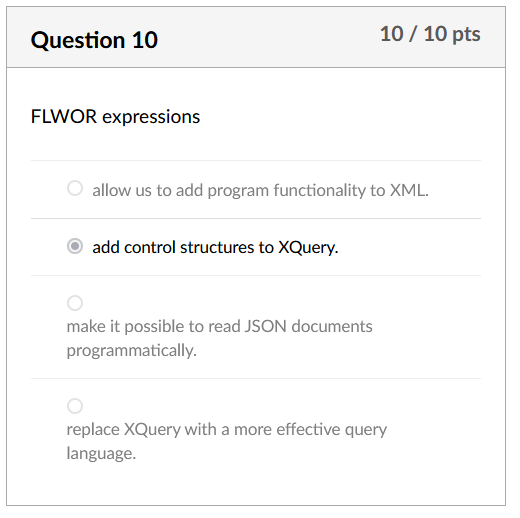 Question 10
10 / 10 pts
FLWOR expressions
allow us to add program functionality to XML.
add control structures to XQuery.
make it possible to read JSON documents
programmatically.
replace XQuery with a more effective query
language.